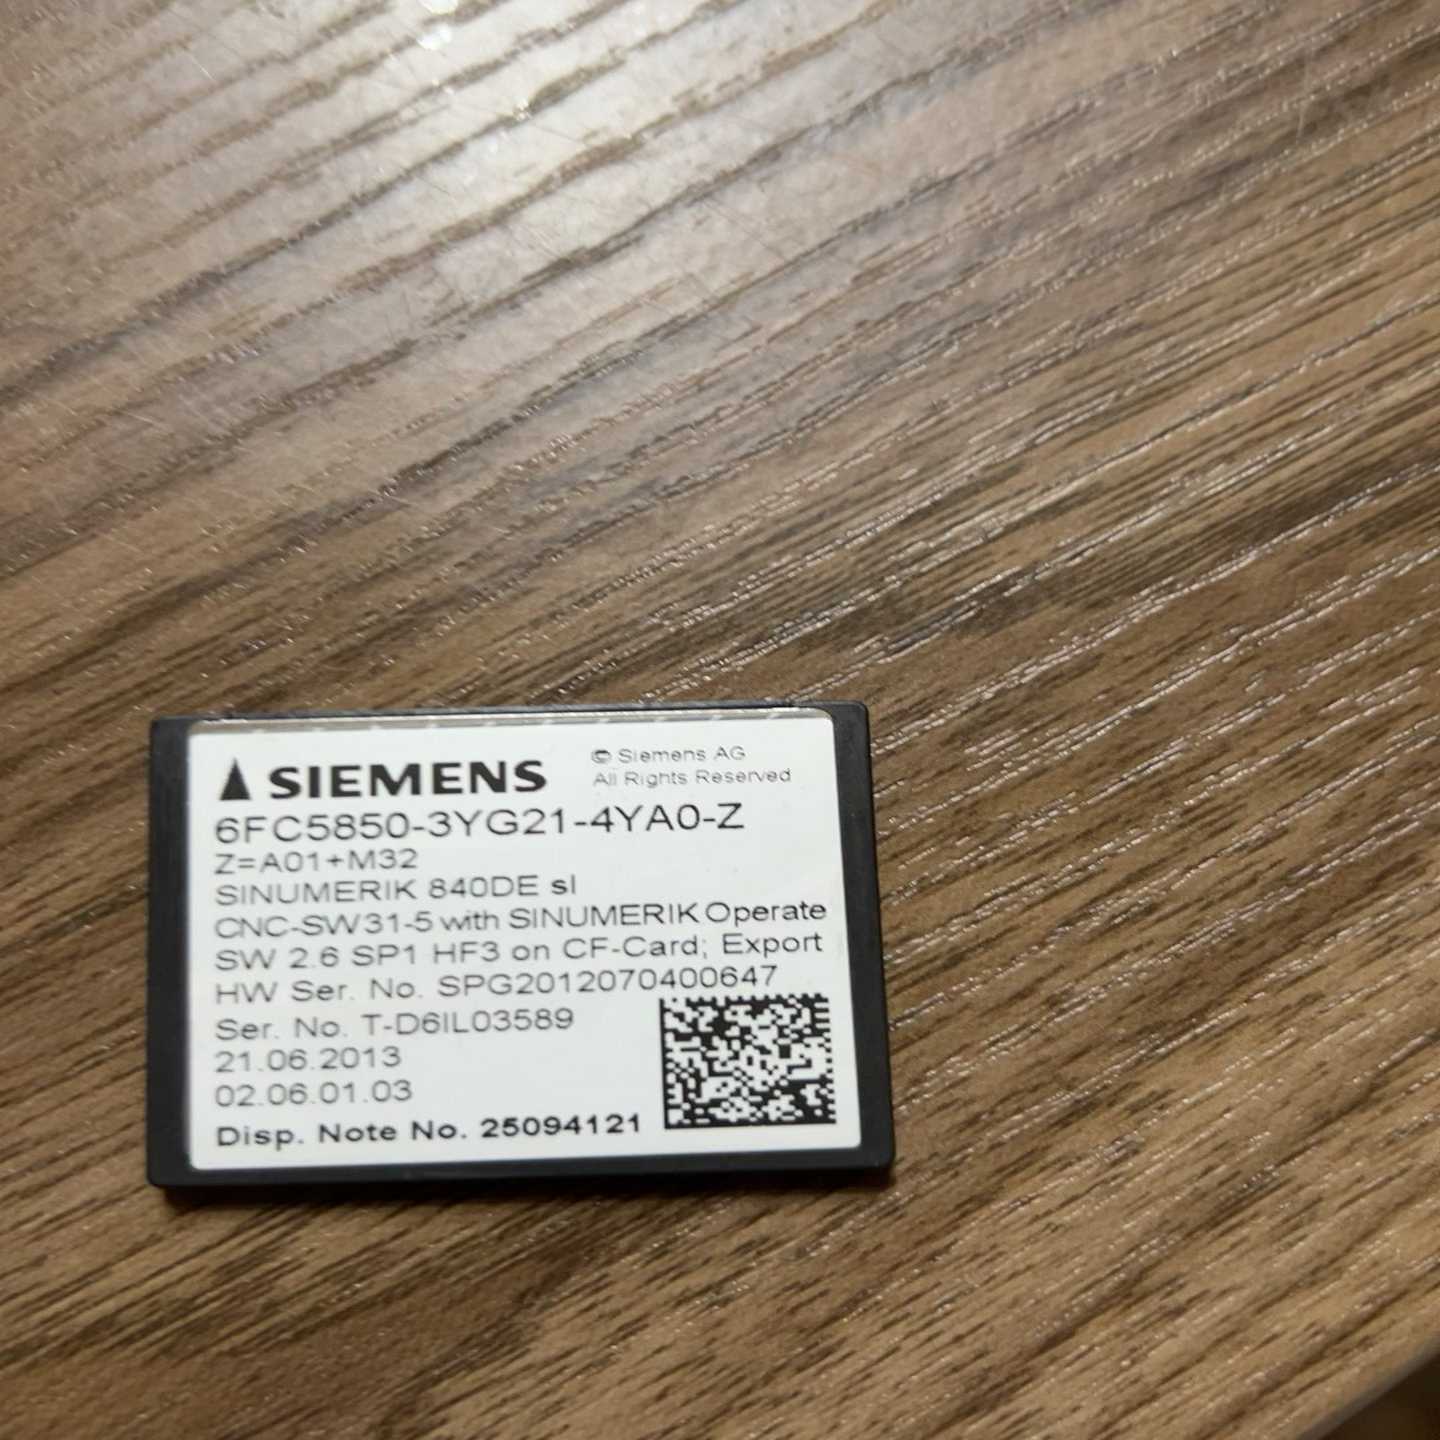 SIEMENS
© Siemens AG
All Rights Reserved
6FC5850-3YG21-4YA0-Z
Z=A01+M32
SINUMERIK 840DE sl
CNC-SW31-5 with SINUMERIK Operate
SW 2.6 SP1 HF3 on CF-Card; Export
HW Ser. No. SPG2012070400647
Ser. No. T-D6IL03589
21.06.2013
02.06.01.03
Disp. Note No. 25094121